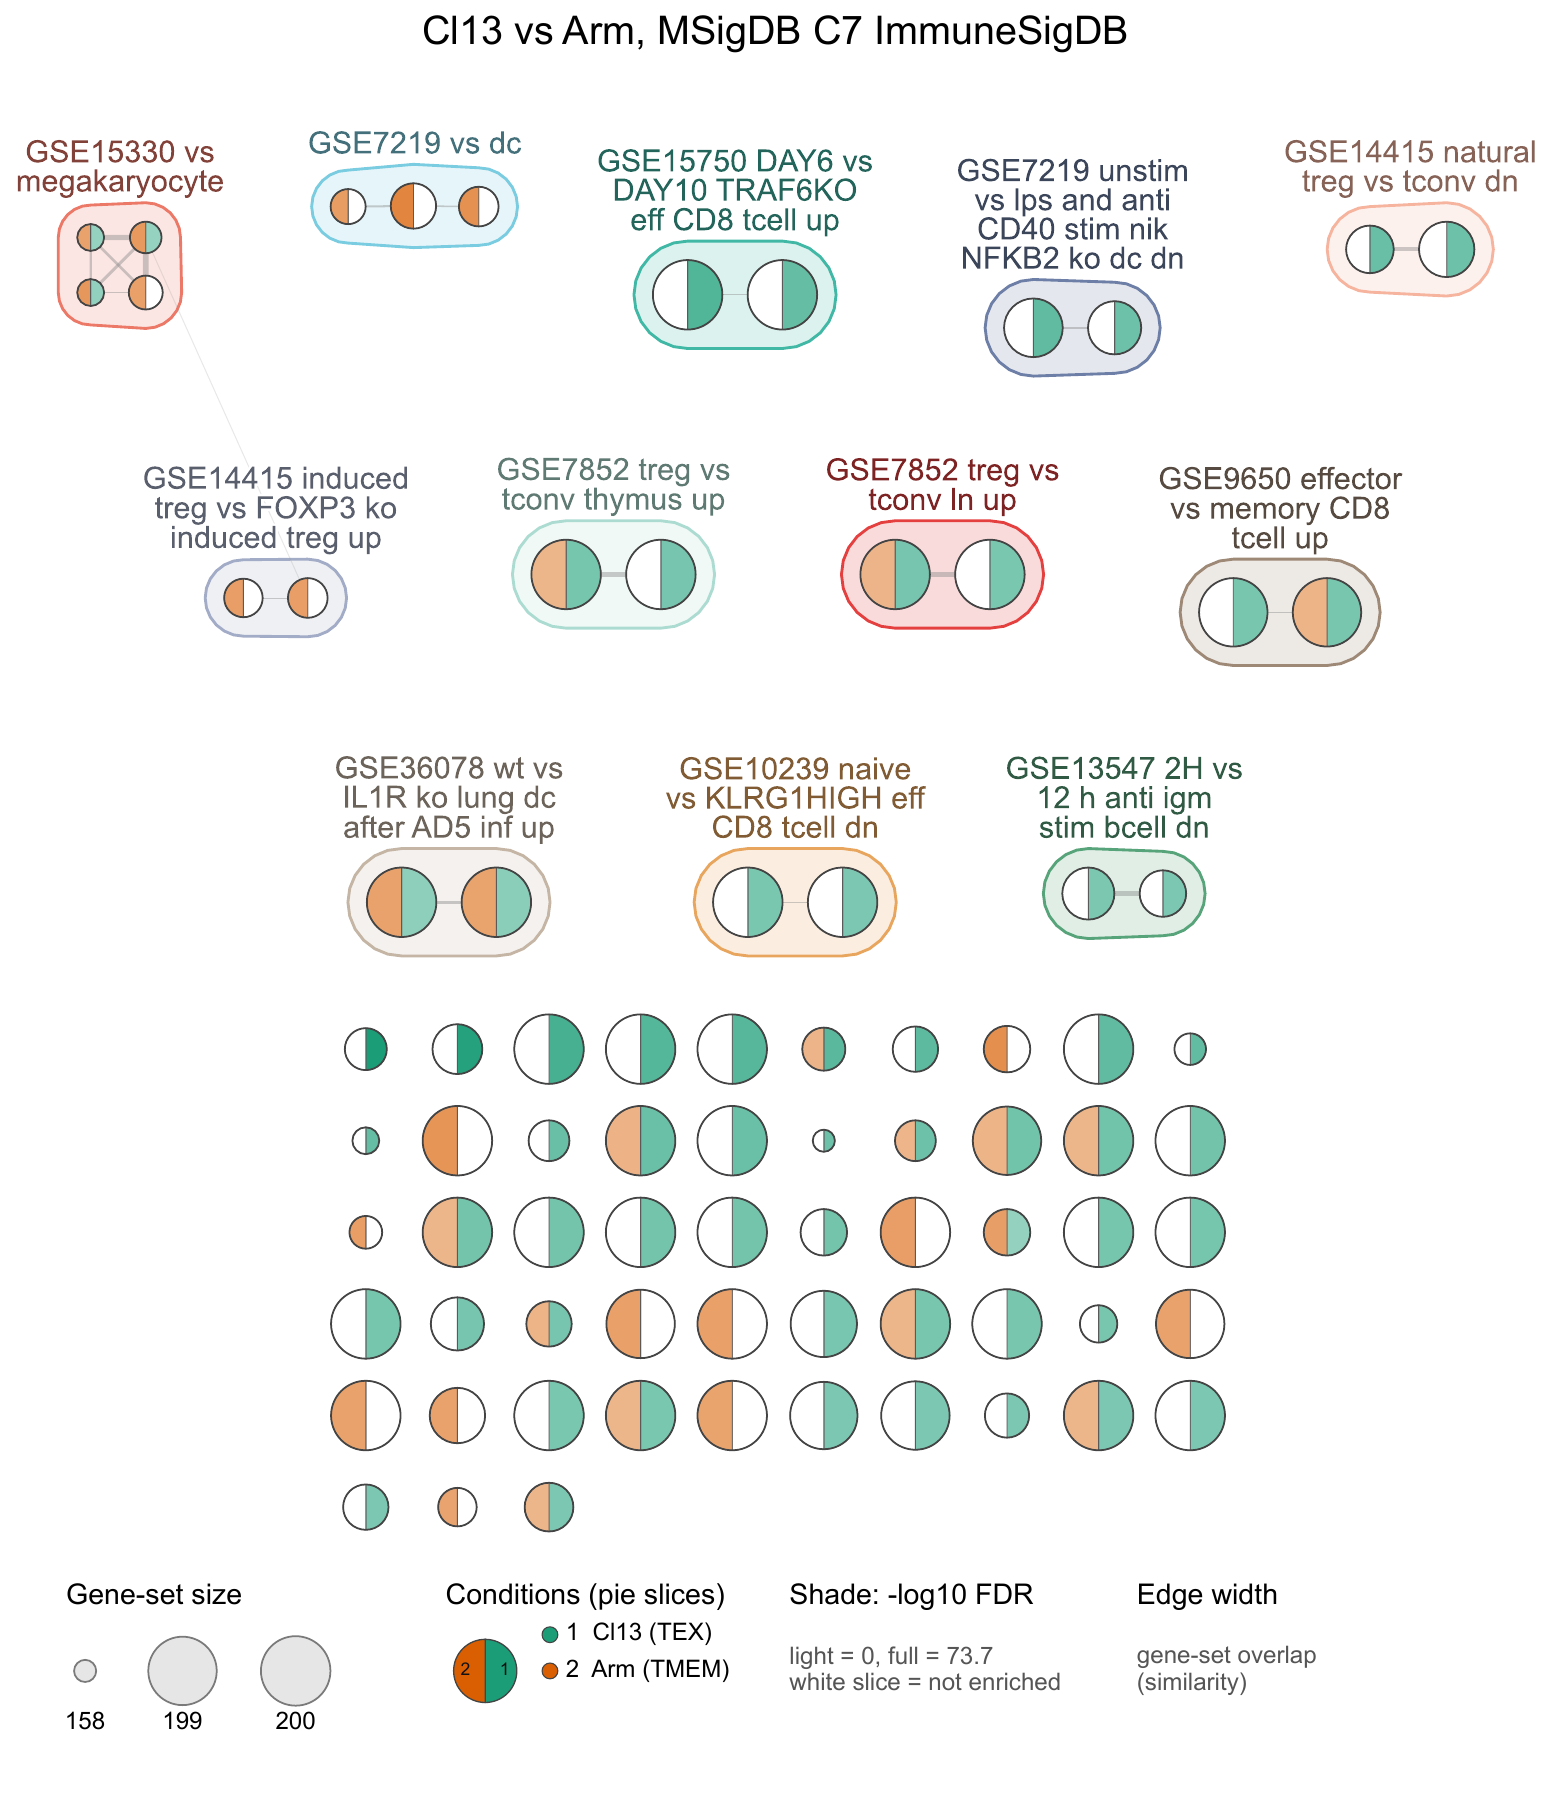 Cl13 vs Arm, MSigDB C7 ImmuneSigDB
GSE15330 vs
megakaryocyte
GSE7219 vs dc
GSE15750 DAY6 vs
DAY10 TRAF6KO
eff CD8 tcell up
GSE7219 unstim
vs lps and anti
CD40 stim nik
NFKB2 ko dc dn
GSE14415 natural
treg vs tconv dn
GSE14415 induced
treg vs FOXP3 ko
induced treg up
GSE7852 treg vs
tconv thymus up
GSE7852 treg vs
tconv ln up
GSE9650 effector
vs memory CD8
tcell up
GSE36078 wt vs
IL1R ko lung dc
after AD5 inf up
GSE10239 naive
vs KLRG1HIGH eff
CD8 tcell dn
GSE13547 2H vs
12 h anti igm
stim bcell dn
Gene-set size
158
199
200
Conditions (pie slices)
2 1
1 Cl13 (TEX)
2 Arm (TMEM)
Shade: -log10 FDR
light = 0, full = 73.7
white slice = not enriched
Edge width
gene-set overlap
(similarity)